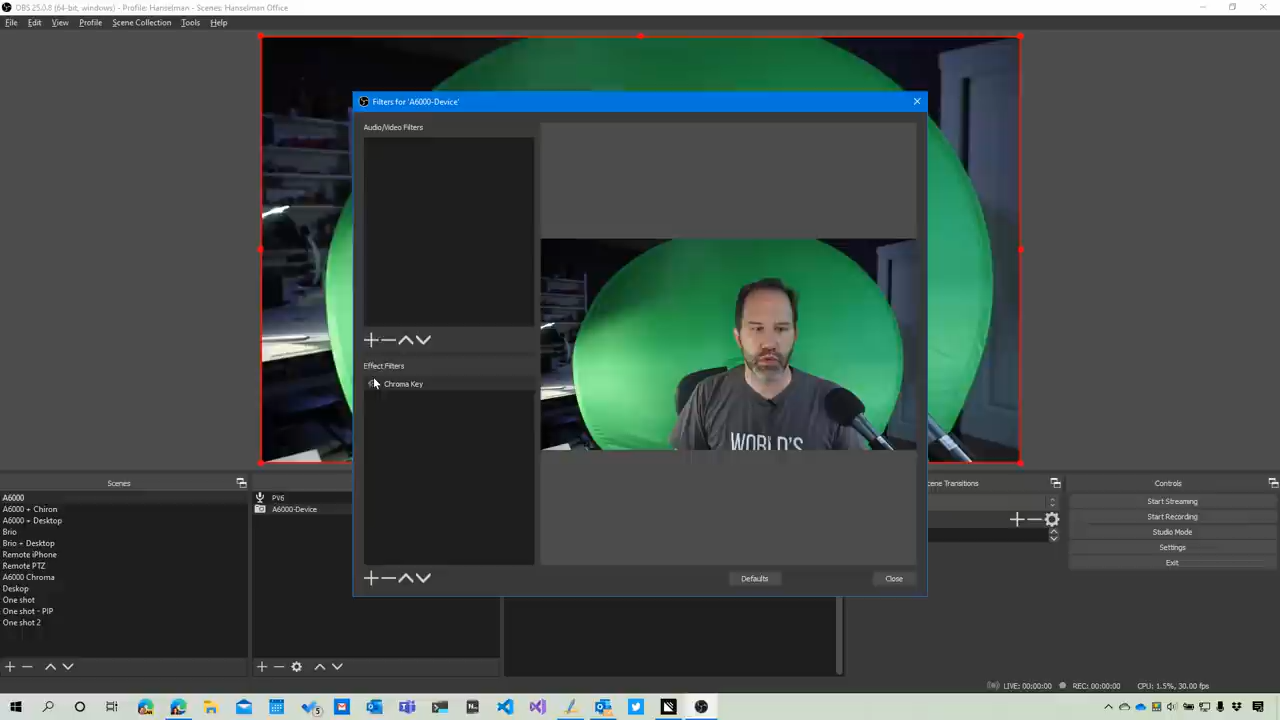 OBS 25.0.8 (64-bit, windows) - Profile: Hanselman - Scenes: Hanselman Office
File Edit View Profile Scene Collection Tools Help
Filters for 'A6000-Device'
Audio/Video Filters
Effect Filters
Chroma Key
WORLD'S
Defaults
Close
Scenes
A6000
A6000 + Chiron
A6000 + Desktop
Brio
Brio + Desktop
Remote iPhone
Remote PTZ
A6000 Chroma
Deskop
One shot
One shot - PIP
One shot 2
PV6
A6000-Device
cene Transitions
Controls
Start Streaming
Start Recording
Studio Mode
Settings
Exit
LIVE: 00:00:00
REC: 00:00:00
CPU: 1.5%, 30.00 fps